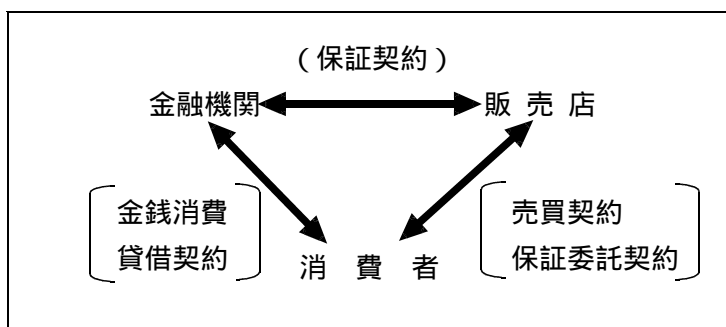 （保証契約）
金融機関
販売店
金銭消費
貸借契約
売買契約
保証委託契約
消費者